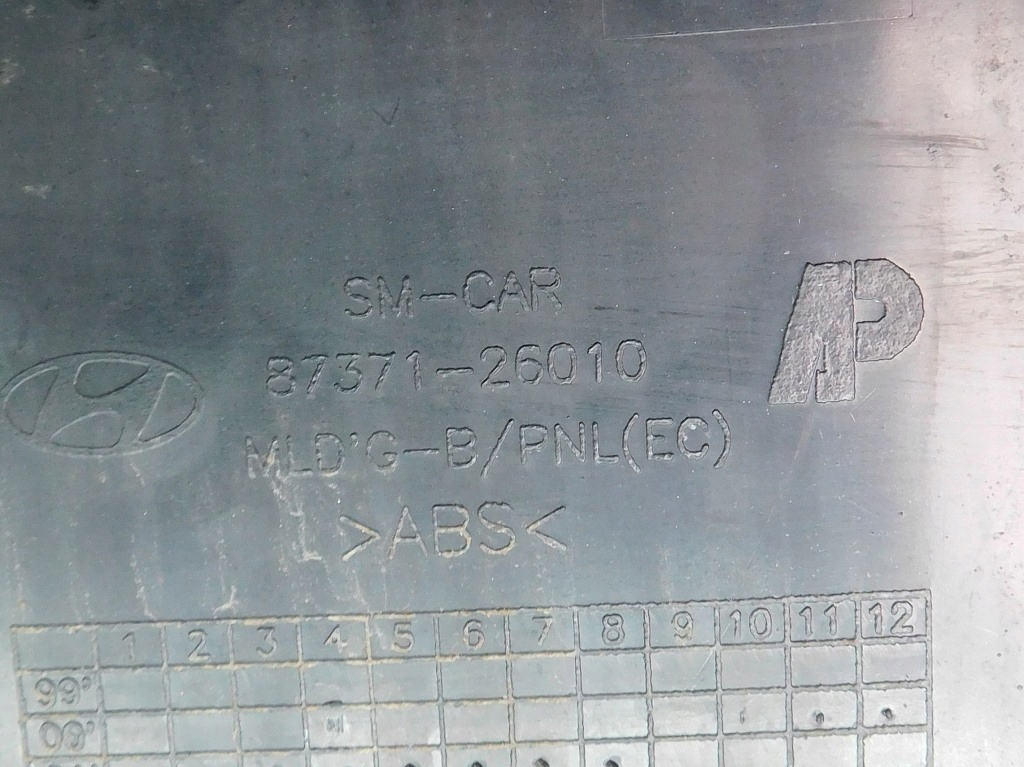 SM-CAR
87371-26010
MLD'G-B/PNL(EC)
>ABS<
AP
1 2 3 4 5 6 7 8 9 10 11 12
99'
00'